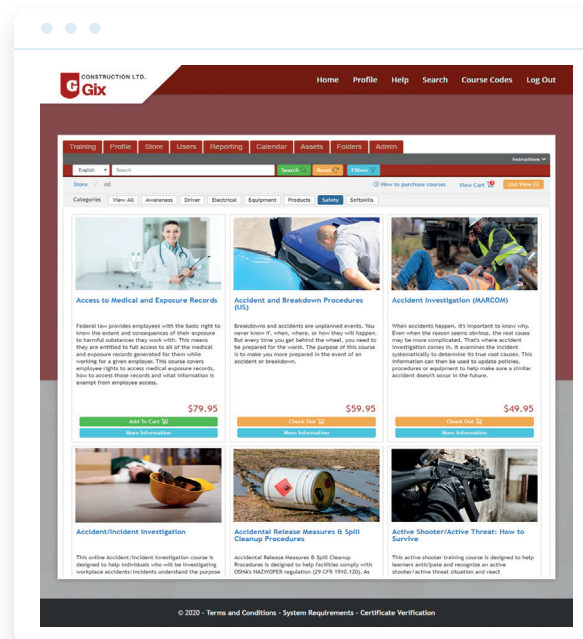 CONSTRUCTION LTD.
Gix
Home Profile Help Search Course Codes Log Out
Training Profile Store Users Reporting Calendar Assets Folders Admin
Instructions
English Search Search Reset Filters
Store / All How to purchase courses View Cart List View
Categories View All Awareness Driver Electrical Equipment Products Safety Softskills
Access to Medical and Exposure Records
Federal law provides employees with the basic right to
know the extent and consequences of their exposure
to harmful substances they work with. This means
they are entitled to full access to all of the medical
and exposure records generated for them while
working for a given employer. This course covers
employee rights to access medical exposure records,
how to access those records and what information is
exempt from employee access.
$79.95
Add To Cart
More Information
Accident and Breakdown Procedures
(US)
Breakdowns and accidents are unplanned events. You
never know if, when, where, or how they will happen.
But every time you get behind the wheel, you need to
be prepared for the worst. The purpose of this course
is to make you more prepared in the event of an
accident or breakdown.
$59.95
Check Out
More Information
Accident Investigation (MARCOM)
When accidents happen, it's important to know why.
Even when the reason seems obvious, the real cause
may be more complicated. That's where accident
investigation comes in. It examines the incident
systematically to determine its true root causes. This
information can then be used to update policies,
procedures or equipment to help make sure a similar
accident doesn't occur in the future.
$49.95
Check Out
More Information
Accident/Incident Investigation
This online Accident/Incident Investigation course is
designed to help individuals who will be investigating
workplace accidents/incidents understand the purpose
Accidental Release Measures & Spill
Cleanup Procedures
Accidental Release Measures & Spill Cleanup
Procedures is designed to help facilities comply with
OSHA's HAZWOPER regulation (29 CFR 1910.120). As
Active Shooter/Active Threat: How to
Survive
This active shooter training course is designed to help
learners anticipate and recognize an active
shooter/active threat situation and react
© 2020 - Terms and Conditions - System Requirements - Certificate Verification